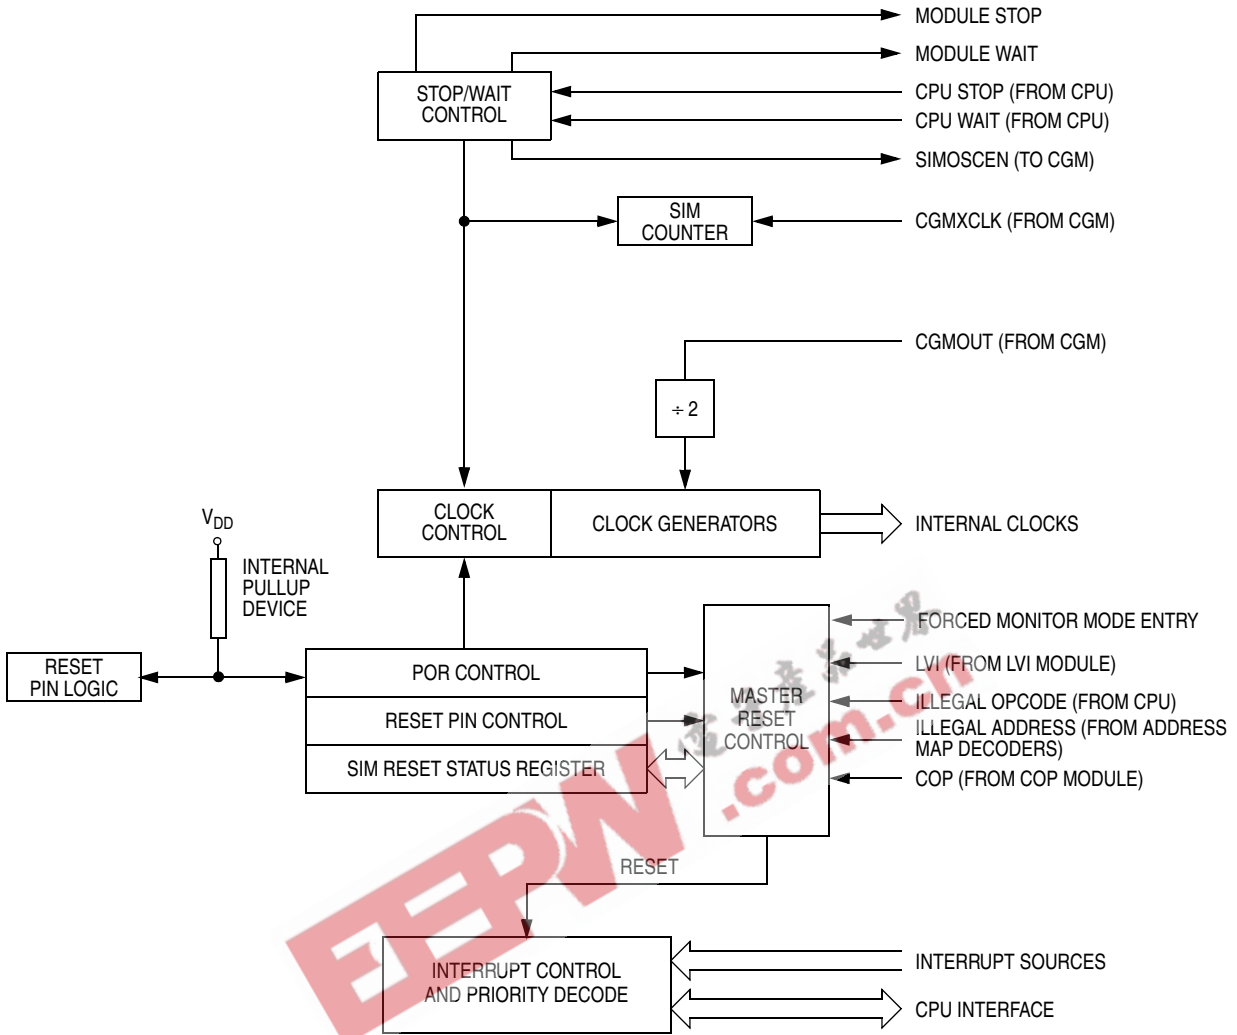 MODULE STOP
MODULE WAIT
STOP/WAIT
CONTROL
CPU STOP (FROM CPU)
CPU WAIT (FROM CPU)
SIMOSCEN (TO CGM)
SIM
COUNTER
CGMXCLK (FROM CGM)
CGMOUT (FROM CGM)
÷ 2
CLOCK
CONTROL
CLOCK GENERATORS
INTERNAL CLOCKS
VDD
INTERNAL
PULLUP
DEVICE
RESET
PIN LOGIC
POR CONTROL
RESET PIN CONTROL
SIM RESET STATUS REGISTER
MASTER
RESET
CONTROL
FORCED MONITOR MODE ENTRY
LVI (FROM LVI MODULE)
ILLEGAL OPCODE (FROM CPU)
ILLEGAL ADDRESS (FROM ADDRESS
MAP DECODERS)
COP (FROM COP MODULE)
RESET
INTERRUPT CONTROL
AND PRIORITY DECODE
INTERRUPT SOURCES
CPU INTERFACE
EEPW
.com.cn